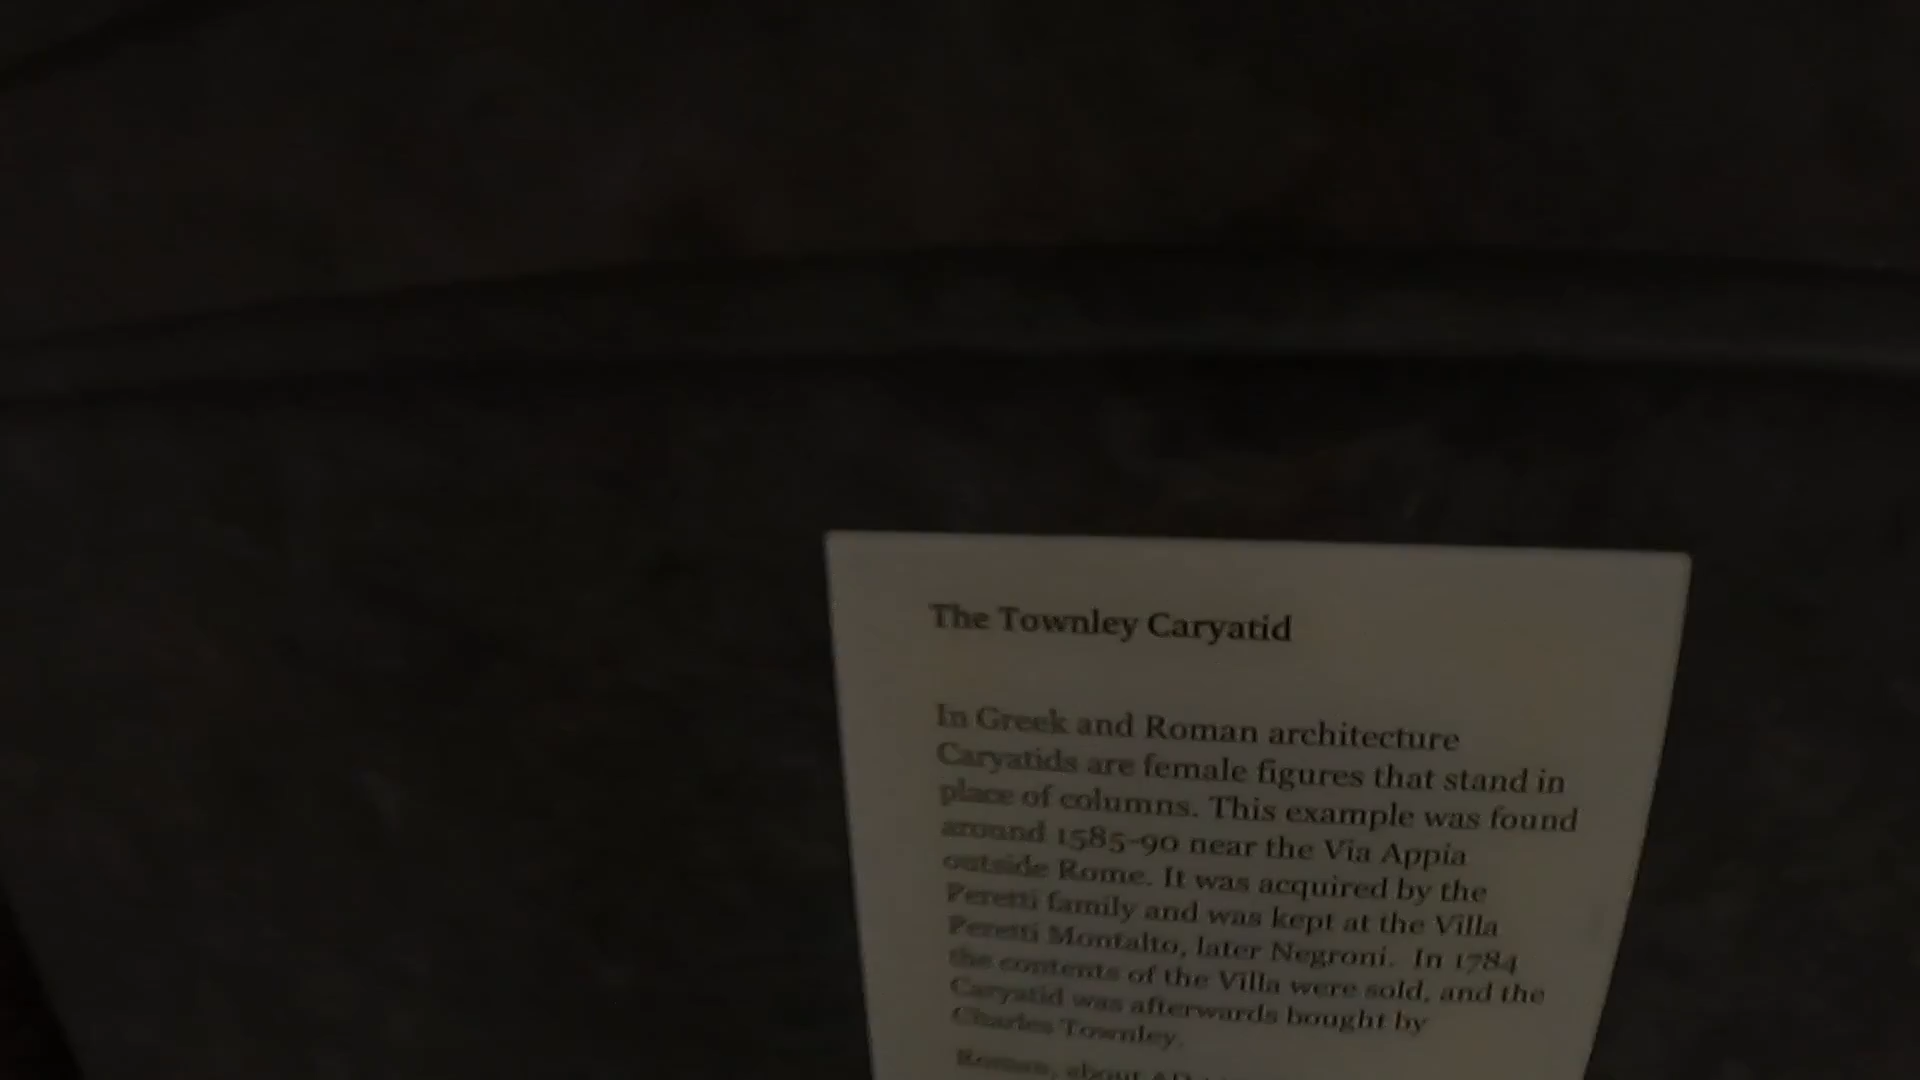 The Townley Caryatid
In Greek and Roman architecture
Caryatids are female figures that stand in
place of columns. This example was found
around 1585-90 near the Via Appia
outside Rome. It was acquired by the
Peretti family and was kept at the Villa
Peretti Montalto, later Negroni. In 1784
the contents of the Villa were sold, and the
Caryatid was afterwards bought by
Charles Townley.
Roman, about